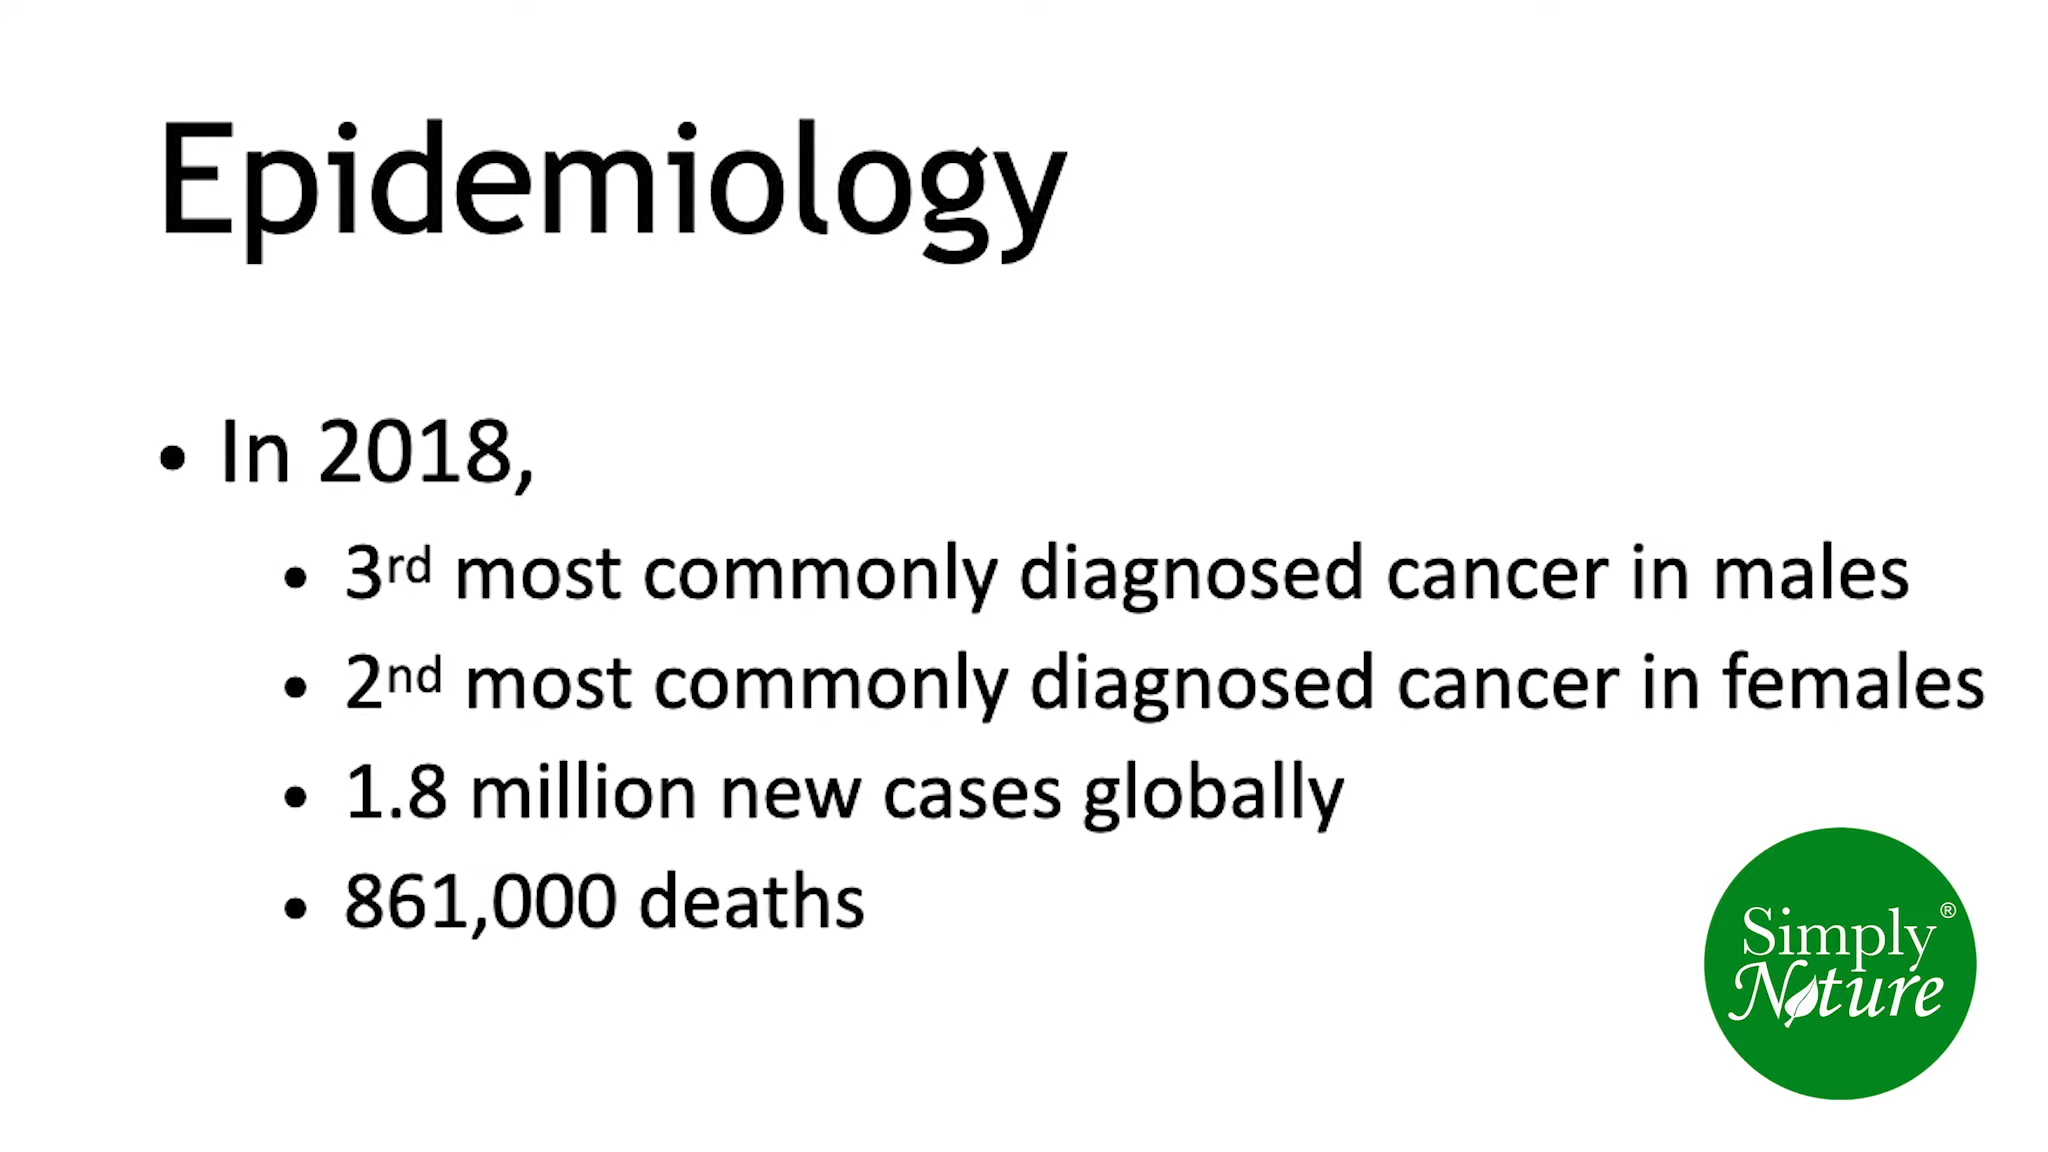 Epidemiology
• In 2018,
• 3rd most commonly diagnosed cancer in males
• 2nd most commonly diagnosed cancer in females
• 1.8 million new cases globally
• 861,000 deaths
Simply®
Nature